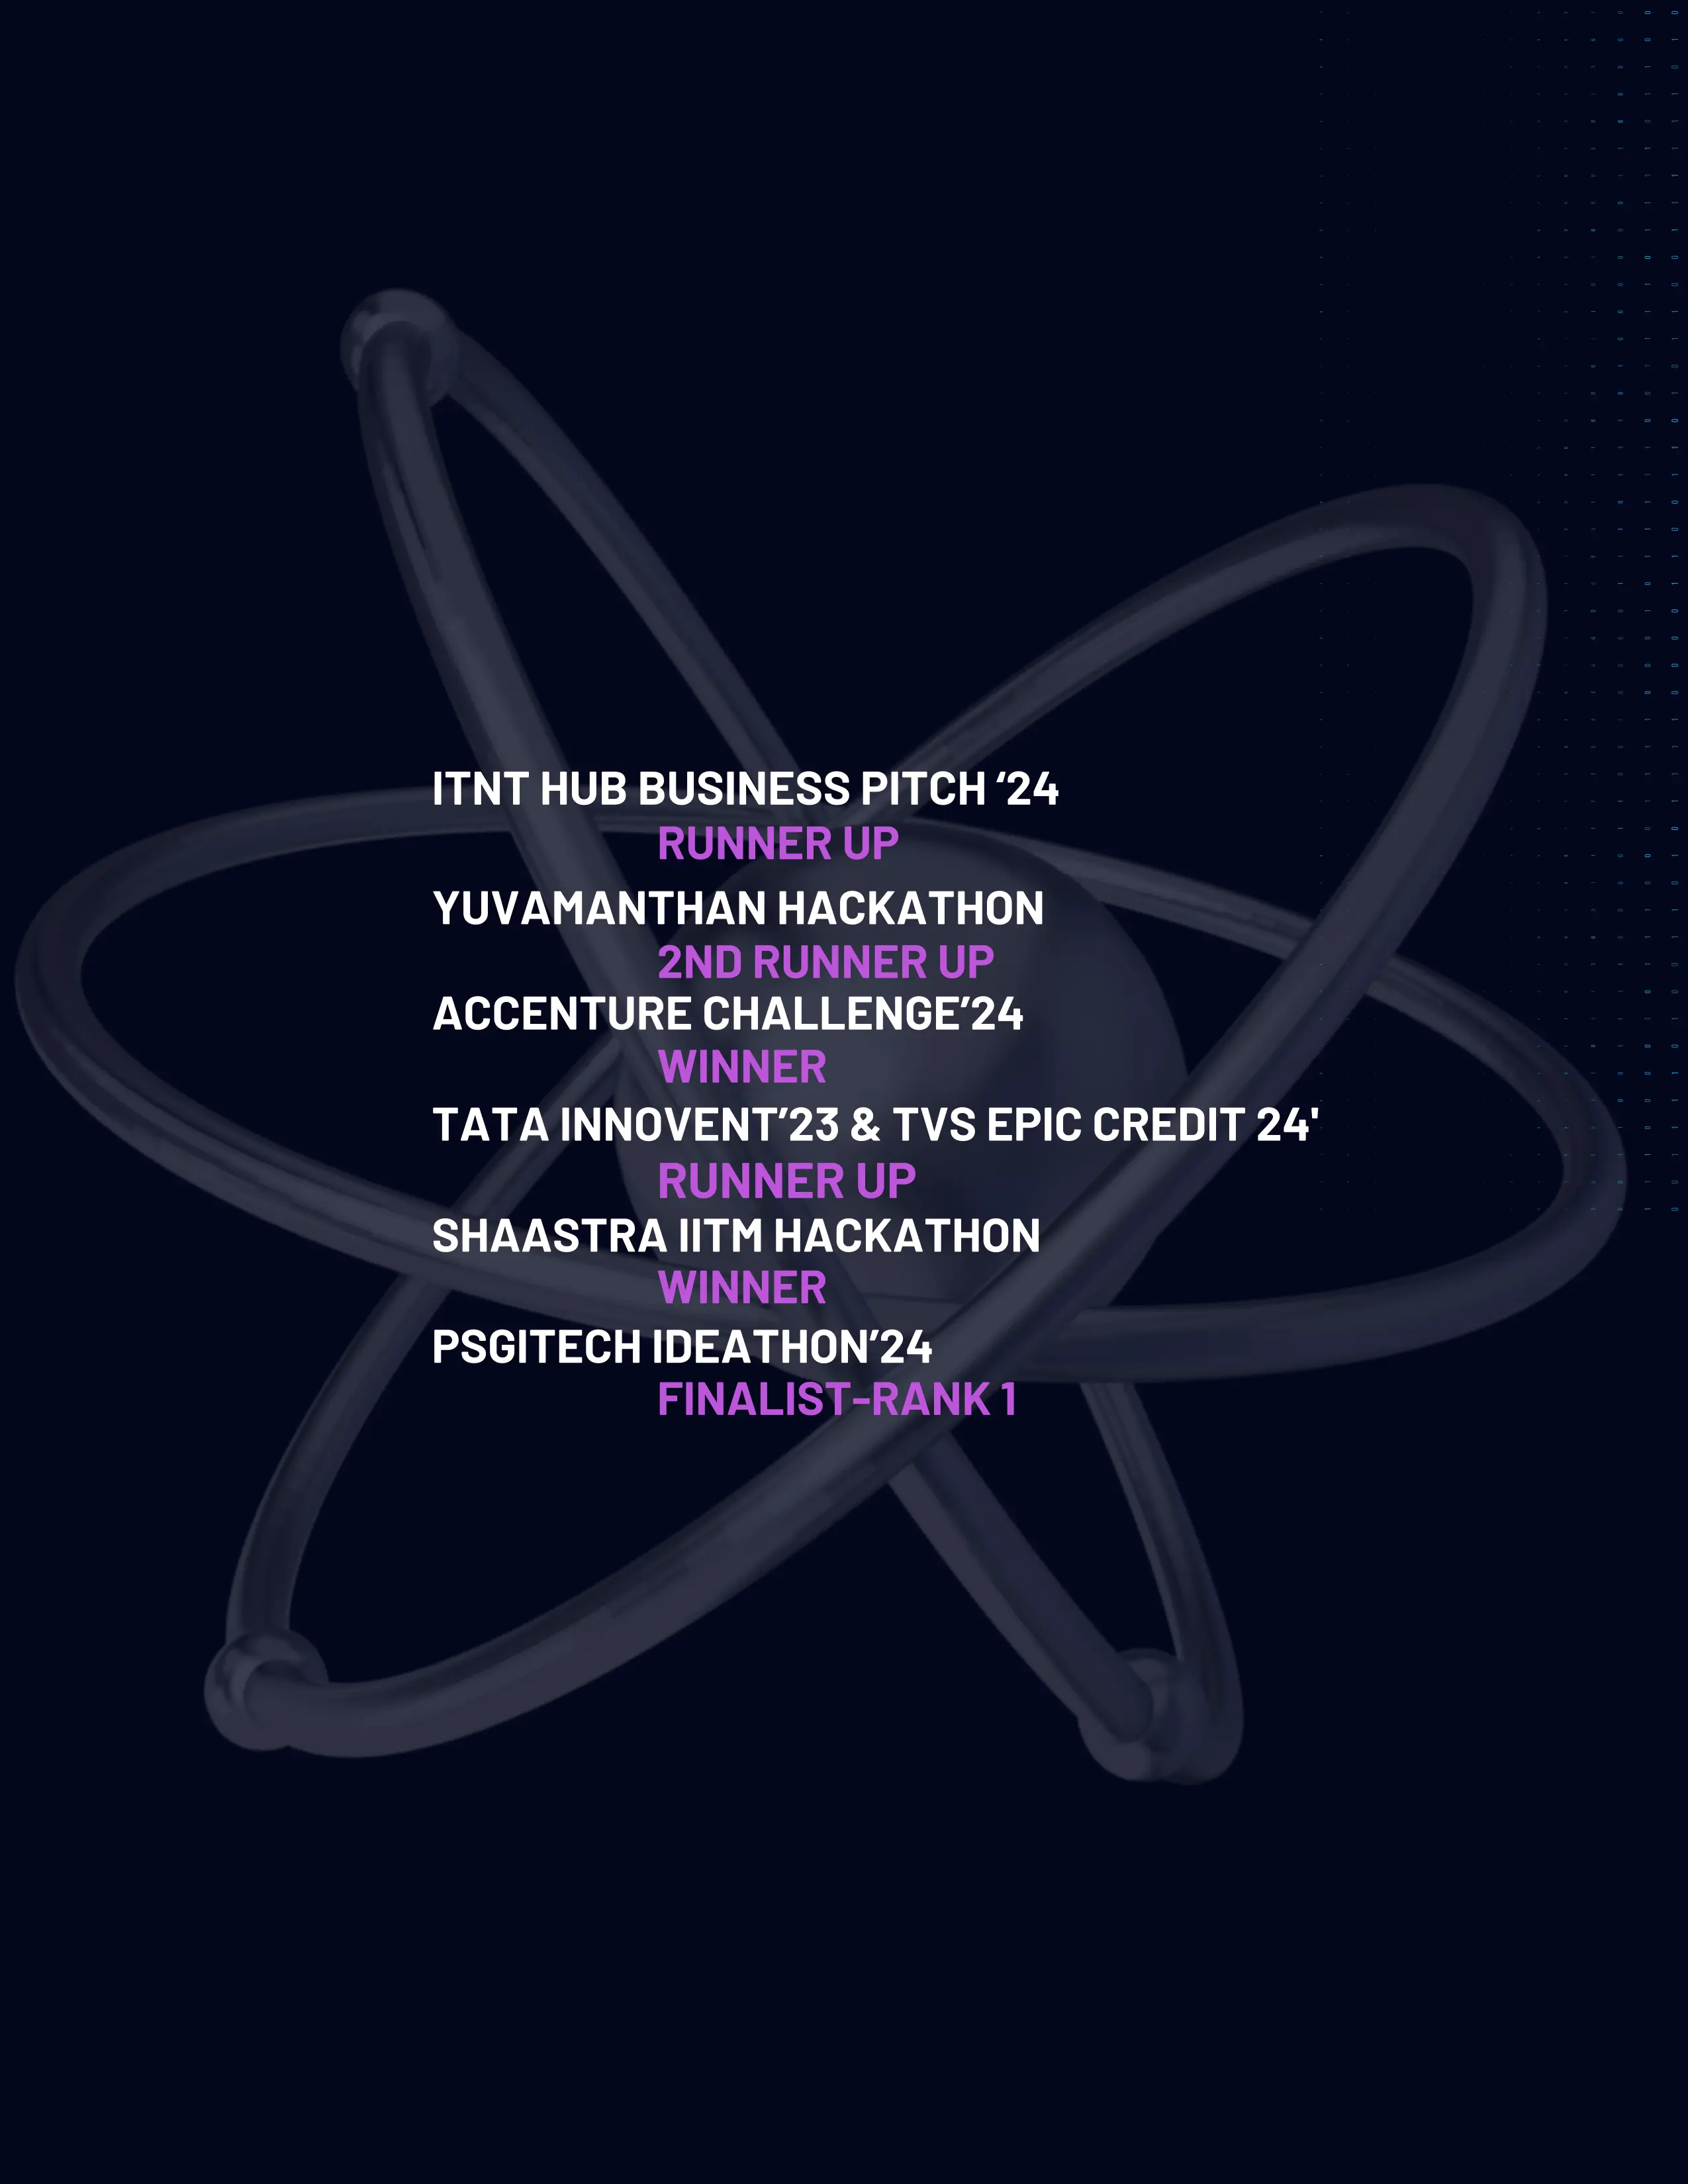 ITNT HUB BUSINESS PITCH ‘24
RUNNER UP
YUVAMANTHAN HACKATHON
2ND RUNNER UP
ACCENTURE CHALLENGE’24
WINNER
TATA INNOVENT’23 & TVS EPIC CREDIT 24'
RUNNER UP
SHAASTRA IITM HACKATHON
WINNER
PSGITECH IDEATHON’24
FINALIST-RANK 1